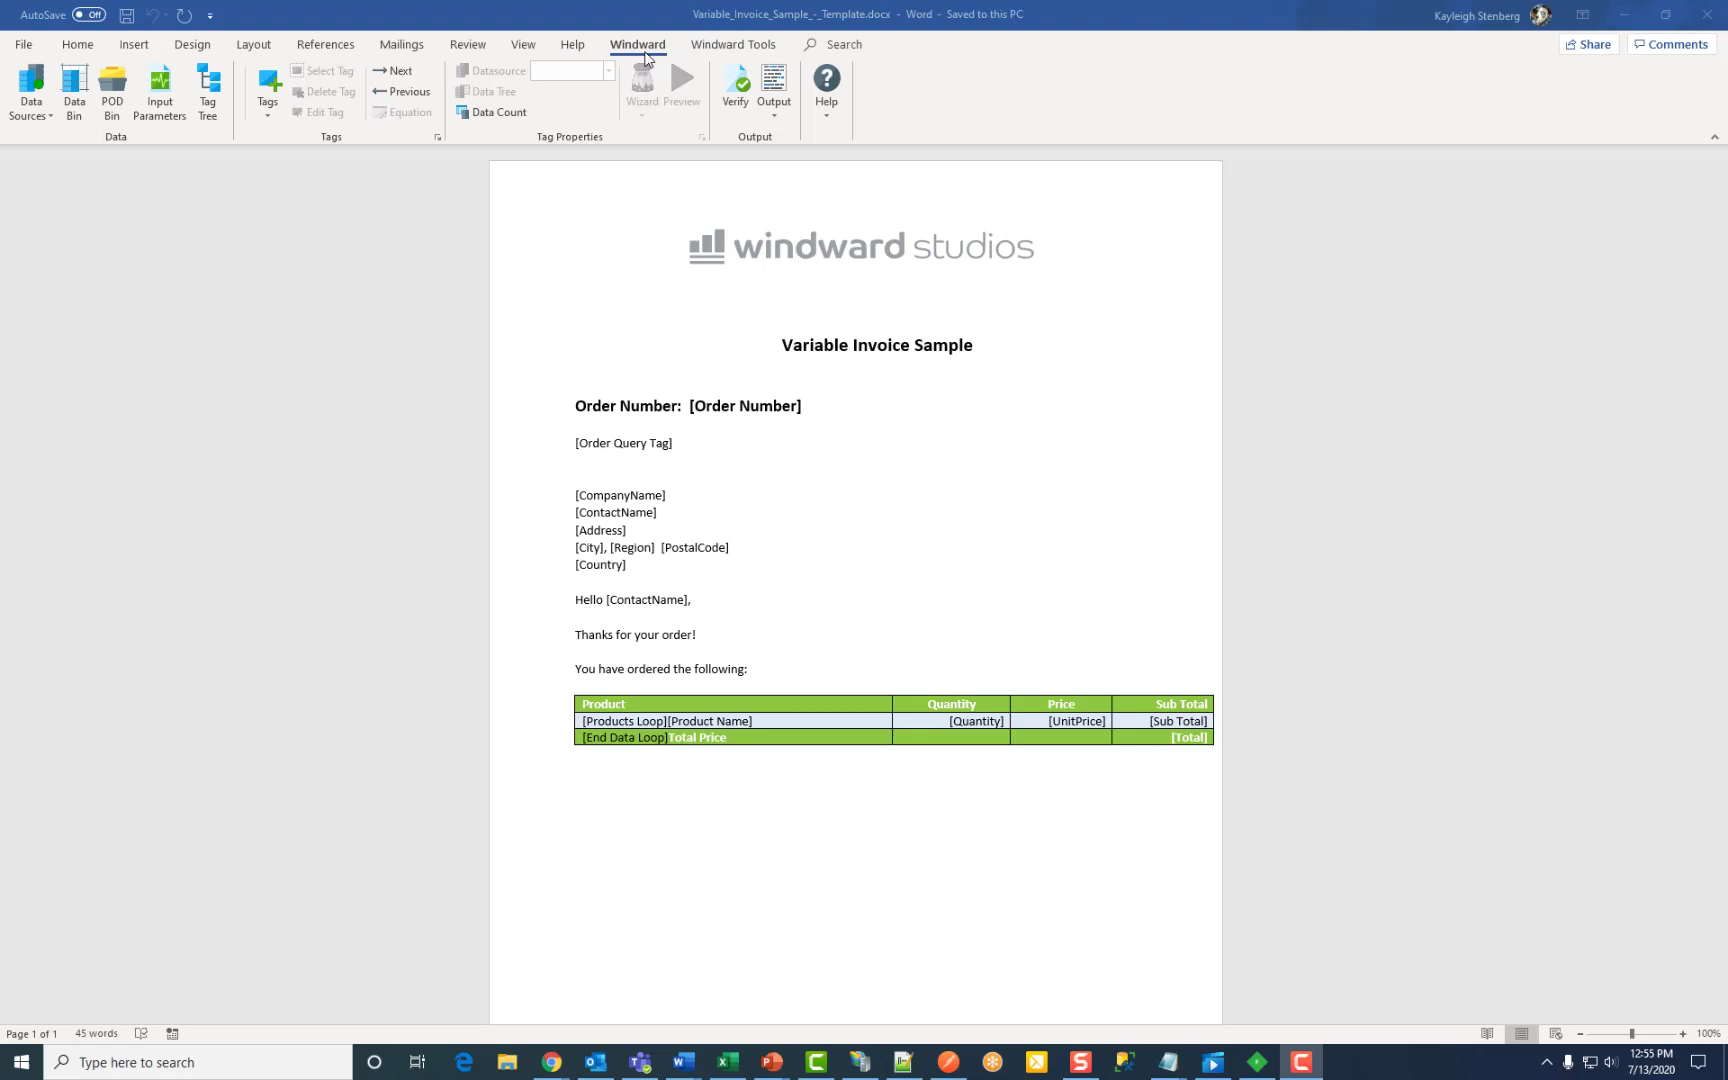 AutoSave Off
Variable_Invoice_Sample_-_Template.docx - Word - Saved to this PC
Kayleigh Stenberg
File Home Insert Design Layout References Mailings Review View Help Windward Windward Tools Search
Share Comments
Data Sources
Data Bin
POD Bin
Input Parameters
Tag Tree
Data
Tags
Select Tag
Delete Tag
Edit Tag
Next
Previous
Equation
Tags
Datasource
Data Tree
Data Count
Wizard
Preview
Tag Properties
Verify
Output
Output
Help
windward studios
Variable Invoice Sample
Order Number: [Order Number]
[Order Query Tag]
[CompanyName]
[ContactName]
[Address]
[City], [Region] [PostalCode]
[Country]
Hello [ContactName],
Thanks for your order!
You have ordered the following:
Product Quantity Price Sub Total
[Products Loop][Product Name] [Quantity] [UnitPrice] [Sub Total]
[End Data Loop]Total Price [Total]
Page 1 of 1 45 words
100%
Type here to search
12:55 PM
7/13/2020